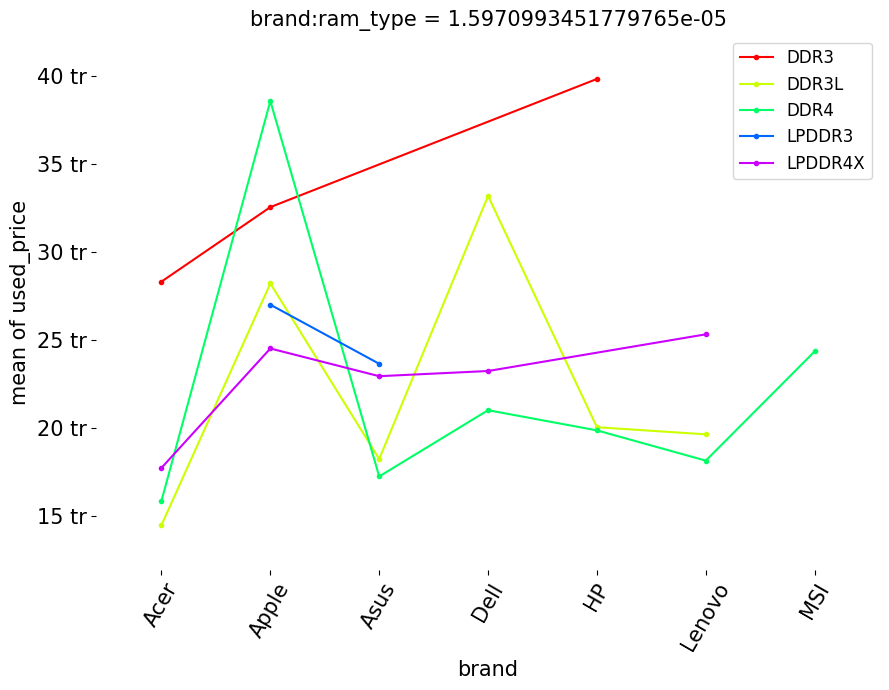 brand:ram_type = 1.5970993451779765e-05
DDR3
DDR3L
DDR4
LPDDR3
LPDDR4X
mean of used_price
40 tr
35 tr
30 tr
25 tr
20 tr
15 tr
Acer
Apple
Asus
Dell
HP
Lenovo
MSI
brand